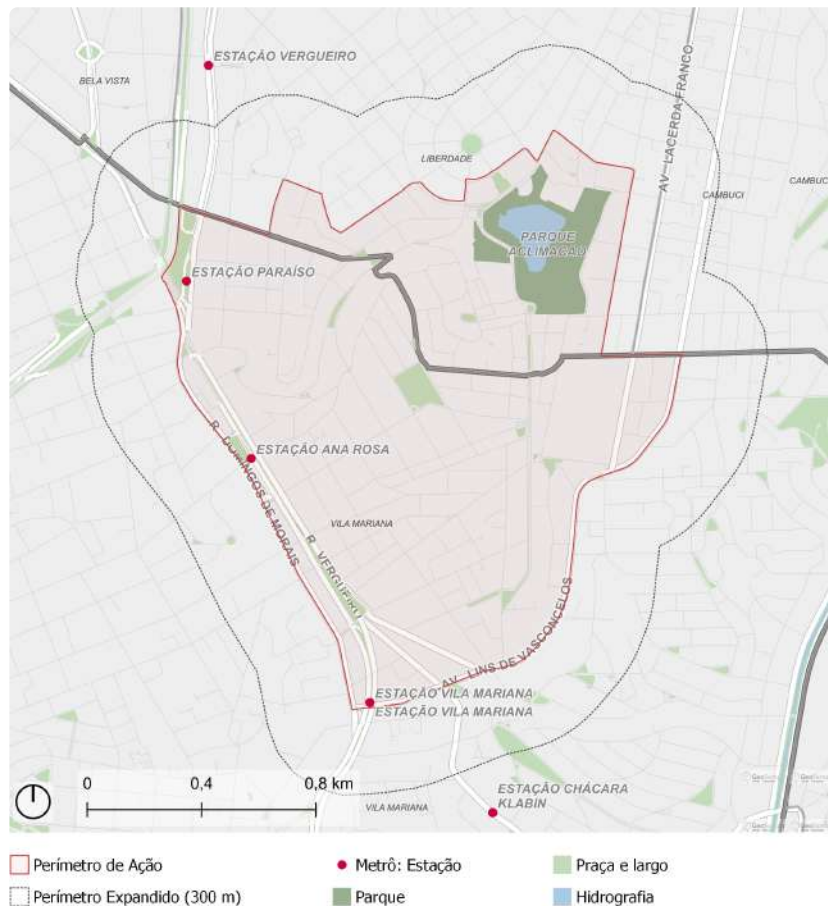 ESTAÇÃO VERGUEIRO
BELA VISTA
AV LACERDA FRANCO
LIBERDADE
CAMBUCI
CAMBUCI
PARQUE
ACLIMAÇÃO
ESTAÇÃO PARAÍSO
R. DOMINGOS DE MORAIS
ESTAÇÃO ANA ROSA
VILA MARIANA
R. VERGUEIRO
AV LINS DE VASCONCELOS
ESTAÇÃO VILA MARIANA
ESTAÇÃO VILA MARIANA
0 0,4 0,8 km
VILA MARIANA
ESTAÇÃO CHÁCARA
KLABIN
Perímetro de Ação
Metrô: Estação
Praça e largo
Perímetro Expandido (300 m)
Parque
Hidrografia